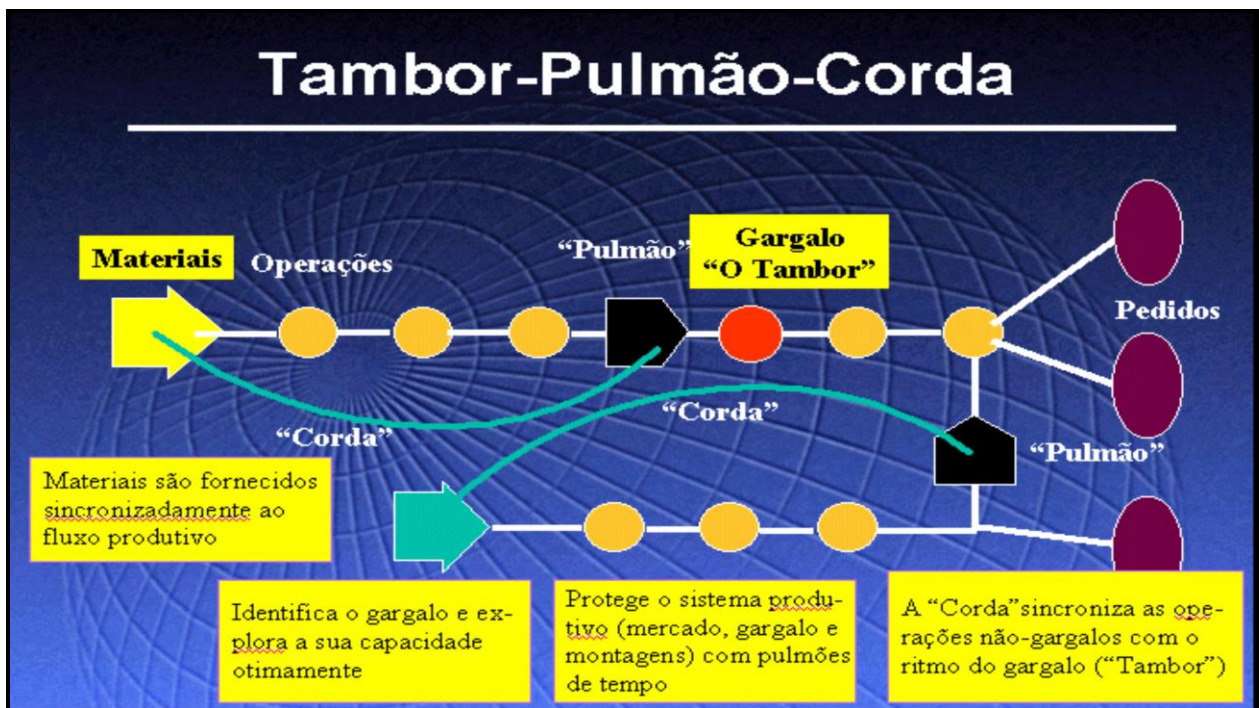 Tambor-Pulmão-Corda
Materiais
Operações
“Pulmão”
Gargalo
“O Tambor”
Pedidos
“Corda”
“Corda”
“Pulmão”
Materiais são fornecidos
sincronizadamente ao
fluxo produtivo
Identifica o gargalo e ex-
plora a sua capacidade
otimamente
Protege o sistema produ-
tivo (mercado, gargalo e
montagens) com pulmões
de tempo
A “Corda”sincroniza as ope-
rações não-gargalos com o
ritmo do gargalo (“Tambor”)